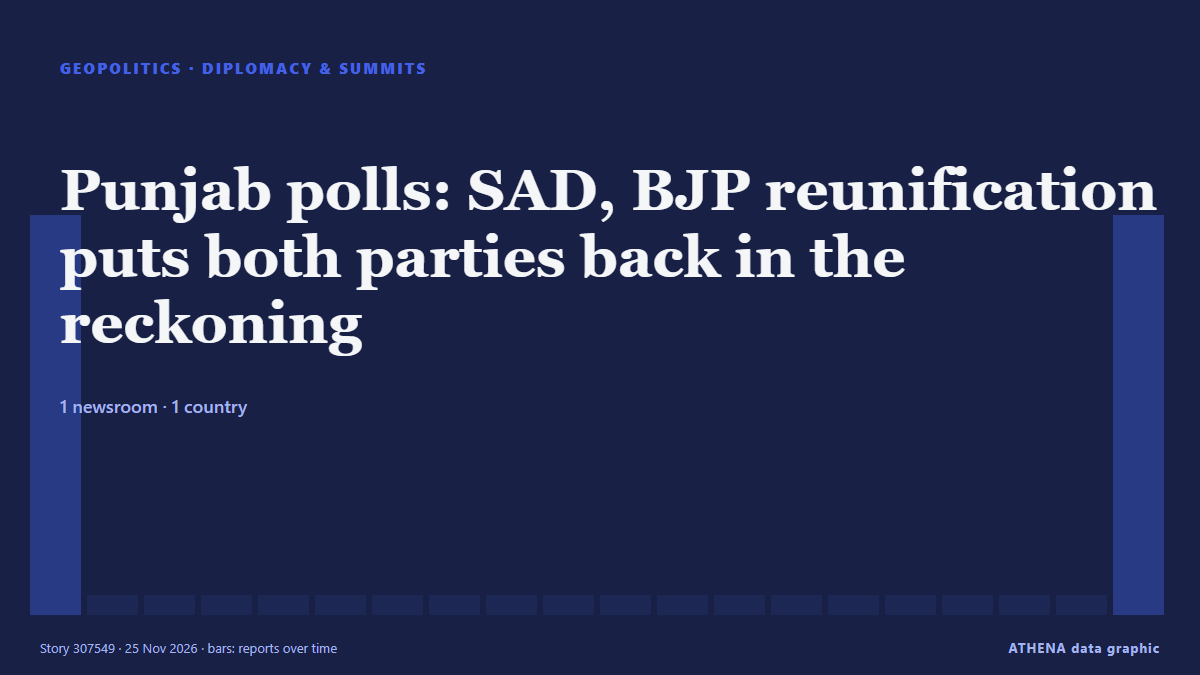 GEOPOLITICS · DIPLOMACY & SUMMITS
Punjab polls: SAD, BJP reunification
puts both parties back in the
reckoning
1 newsroom · 1 country
Story 307549 · 25 Nov 2026 · bars: reports over time
ATHENA data graphic